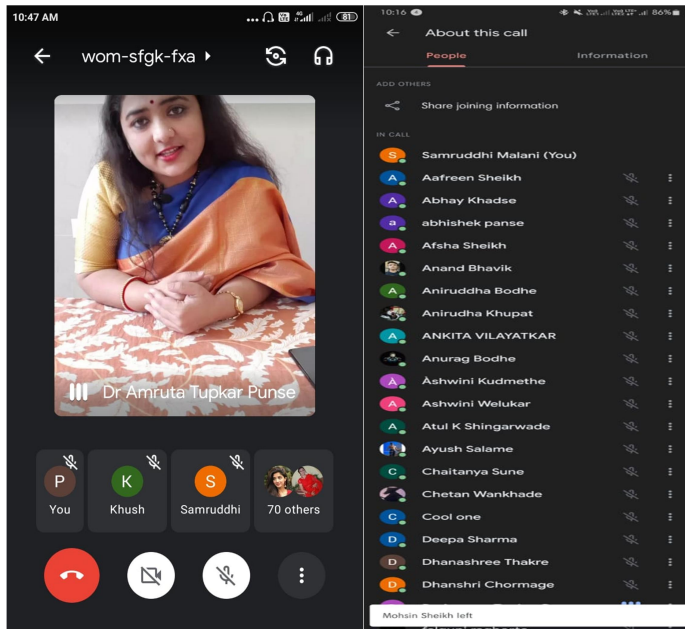 10:47 AM
81
wom-sfgk-fxa
Dr Amruta Tupkar Punse
P
You
K
Khush
S
Samruddhi
70 others
10:16
86%
About this call
People
Information
ADD OTHERS
Share joining information
IN CALL
S Samruddhi Malani (You)
A Aafreen Sheikh
A Abhay Khadse
a abhishek panse
A Afsha Sheikh
Anand Bhavik
A Aniruddha Bodhe
Anirudha Khupat
A ANKITA VILAYATKAR
Anurag Bodhe
A Àshwini Kudmethe
A Ashwini Welukar
A Atul K Shingarwade
Ayush Salame
C Chaitanya Sune
Chetan Wankhade
C Cool one
D Deepa Sharma
D Dhanashree Thakre
D Dhanshri Chormage
Mohsin Sheikh left